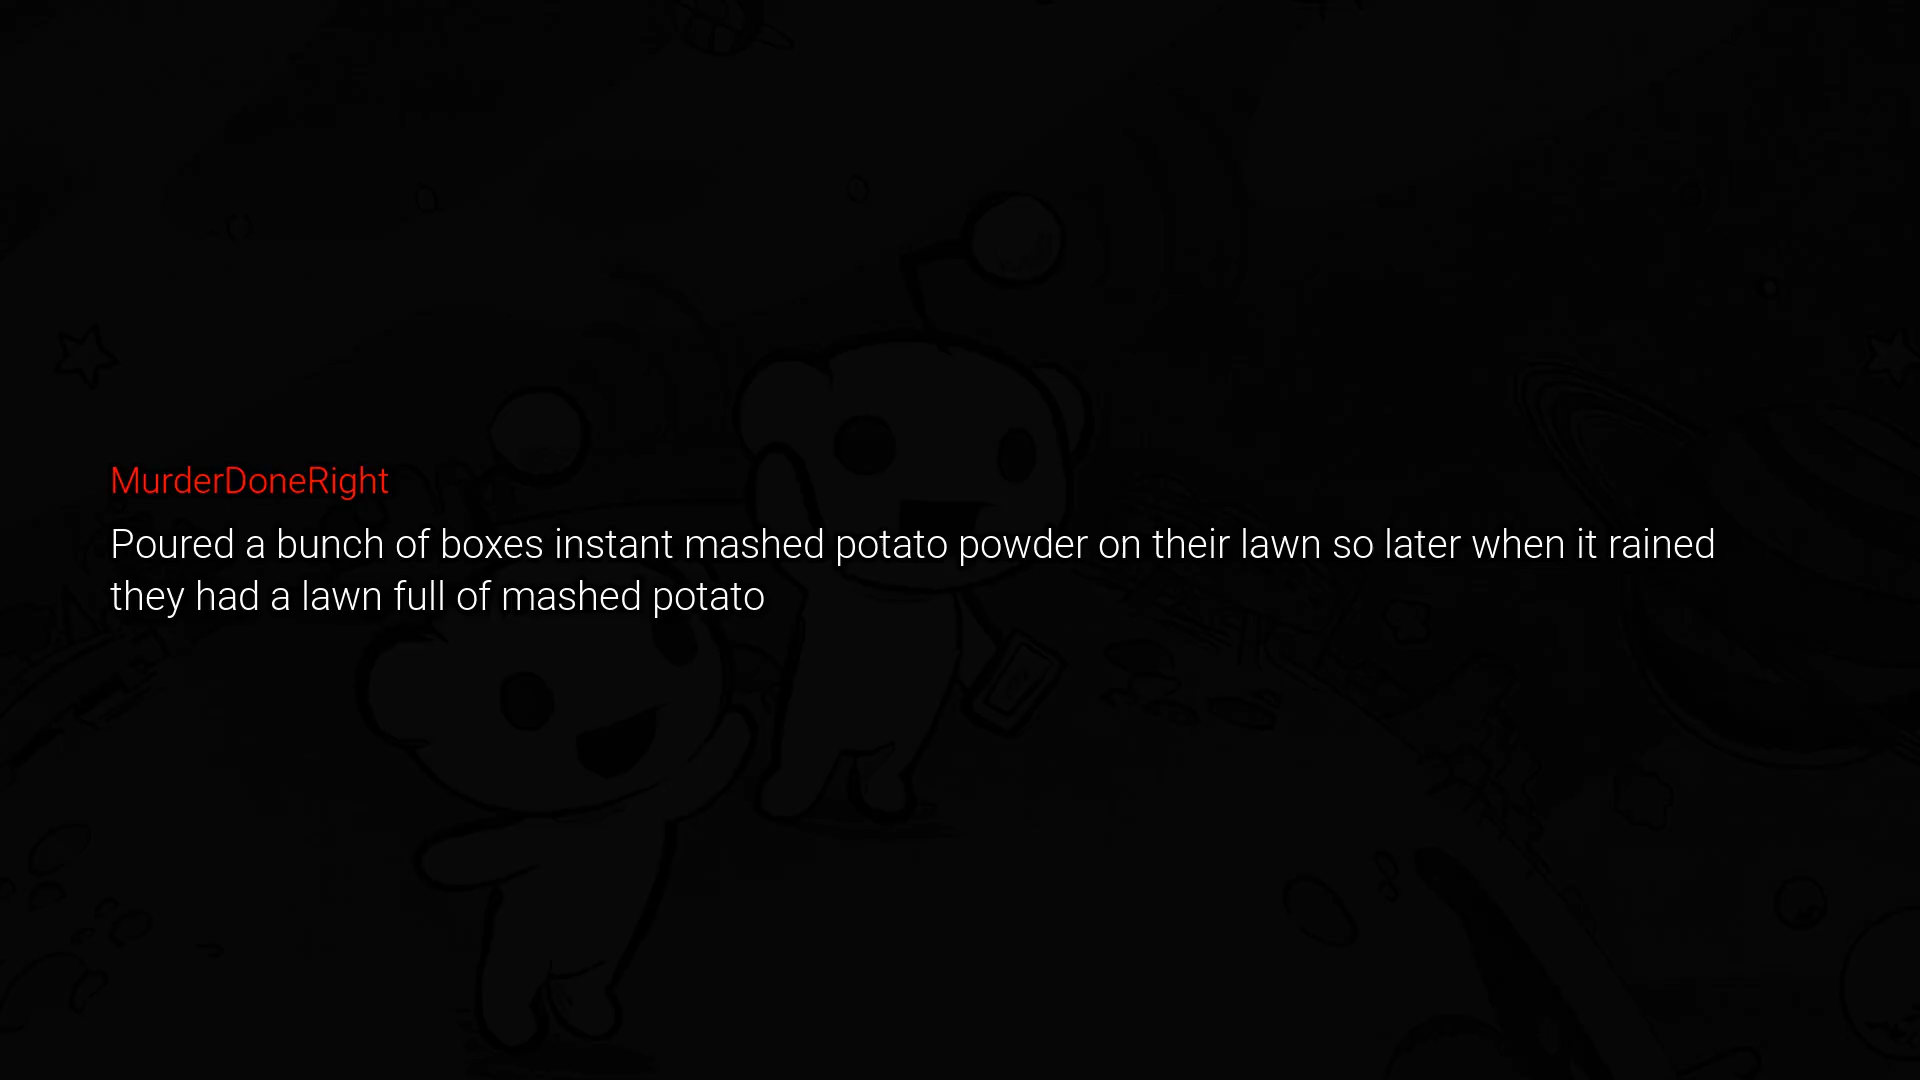 MurderDoneRight
Poured a bunch of boxes instant mashed potato powder on their lawn so later when it rained
they had a lawn full of mashed potato